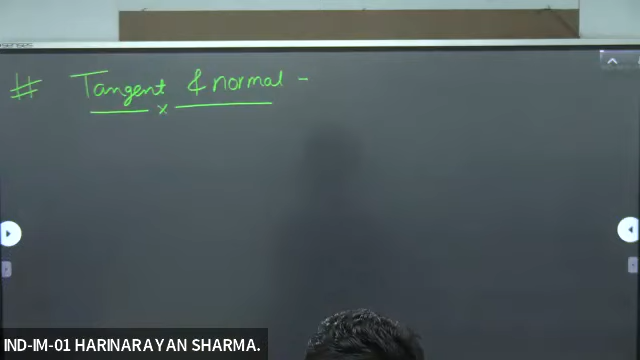 # Tangent & normal -
x
IND-IM-01 HARINARAYAN SHARMA.